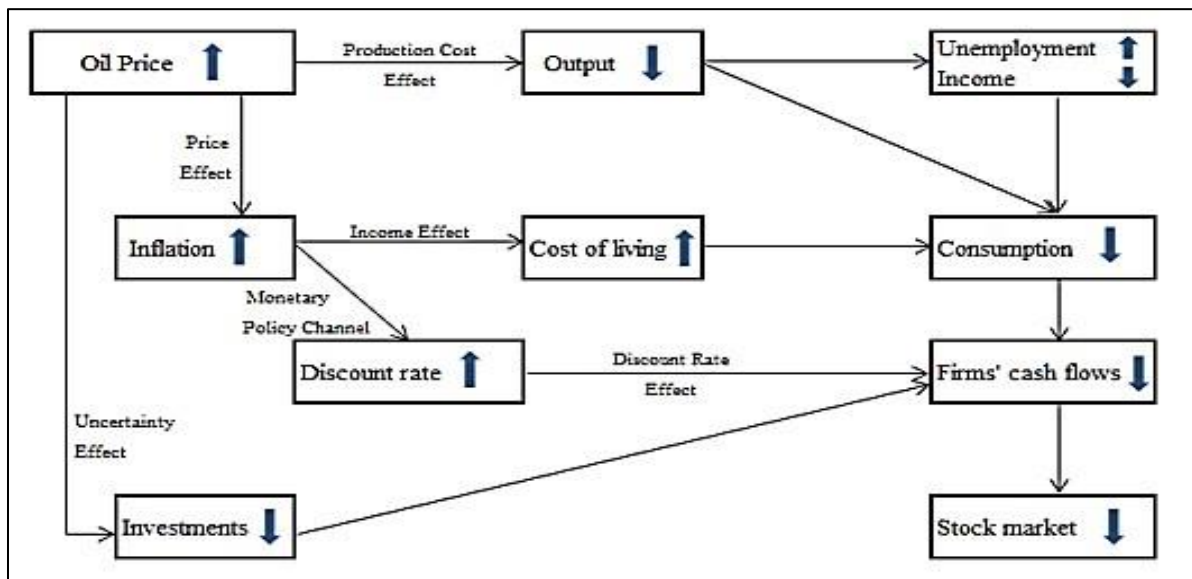 Oil Price
Production Cost
Effect
Output
Unemployment
Income
Price
Effect
Inflation
Income Effect
Cost of living
Consumption
Monetary
Policy Channel
Discount rate
Discount Rate
Effect
Firms' cash flows
Uncertainty
Effect
Investments
Stock market